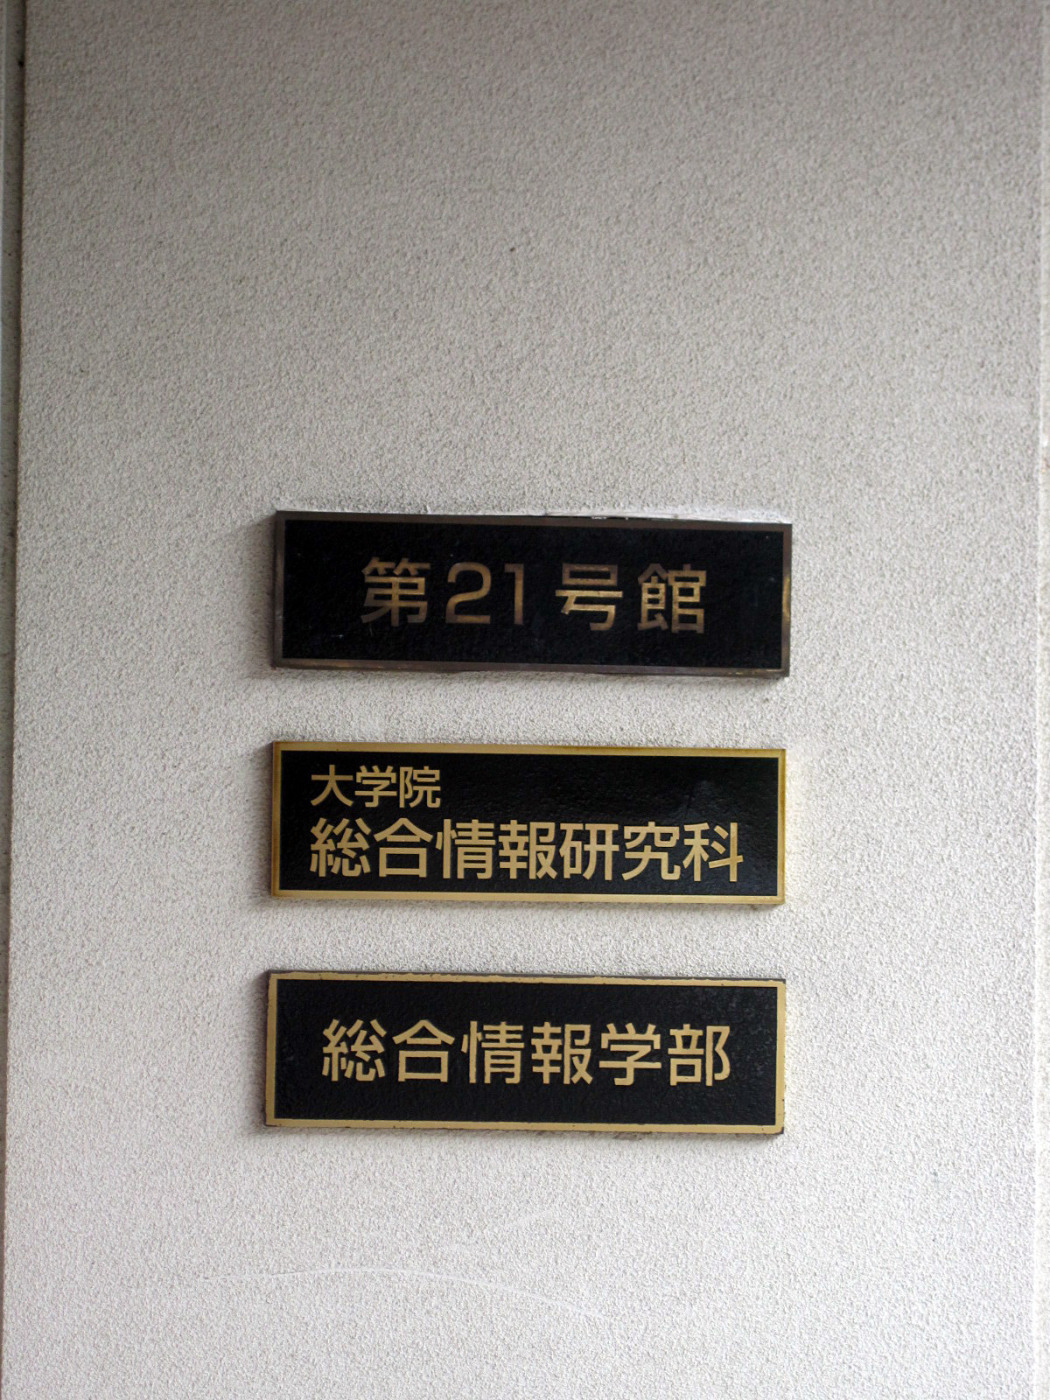 第21号館
大学院
総合情報研究科
総合情報学部